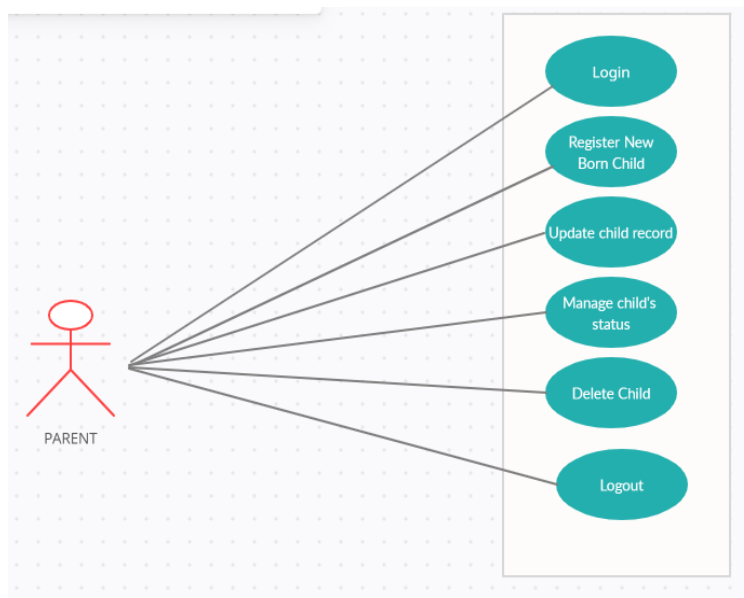 Login
Register New
Born Child
Update child record
Manage child's
status
PARENT
Delete Child
Logout